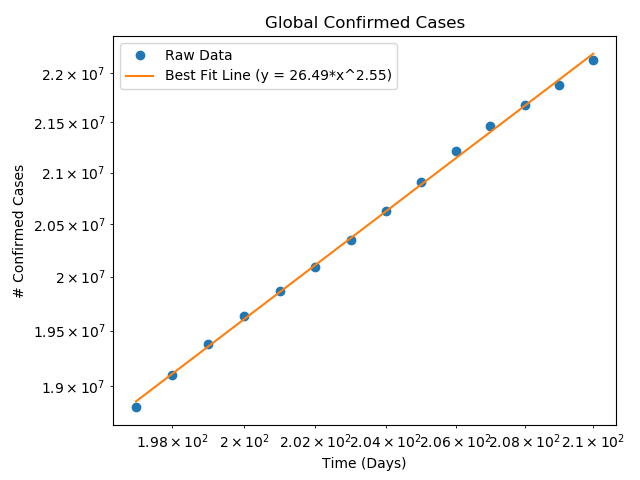 Global Confirmed Cases
Raw Data
Best Fit Line (y = 26.49*x^2.55)
# Confirmed Cases
2.2 × 10^7
2.15 × 10^7
2.1 × 10^7
2.05 × 10^7
2 × 10^7
1.95 × 10^7
1.9 × 10^7
1.98 × 10^2
2 × 10^2
2.02 × 10^2
2.04 × 10^2
2.06 × 10^2
2.08 × 10^2
2.1 × 10^2
Time (Days)